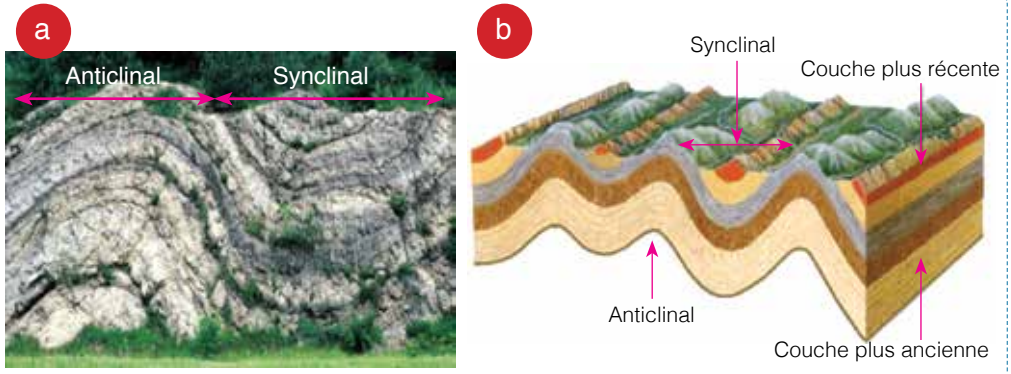 a
Anticlinal
Synclinal
b
Synclinal
Couche plus récente
Anticlinal
Couche plus ancienne